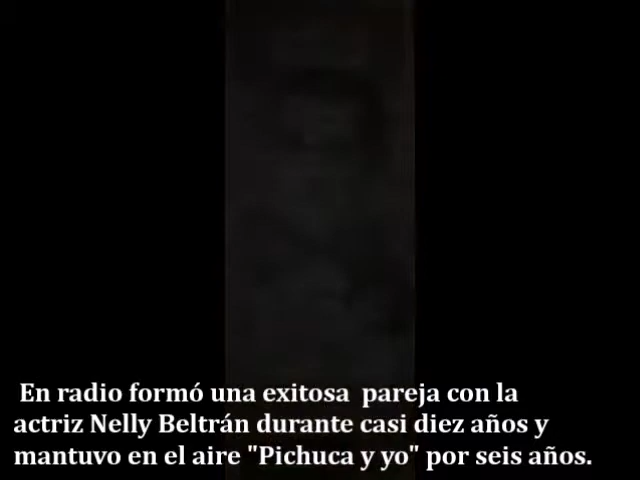 En radio formó una exitosa pareja con la
actriz Nelly Beltrán durante casi diez años y
mantuvo en el aire "Pichuca y yo" por seis años.